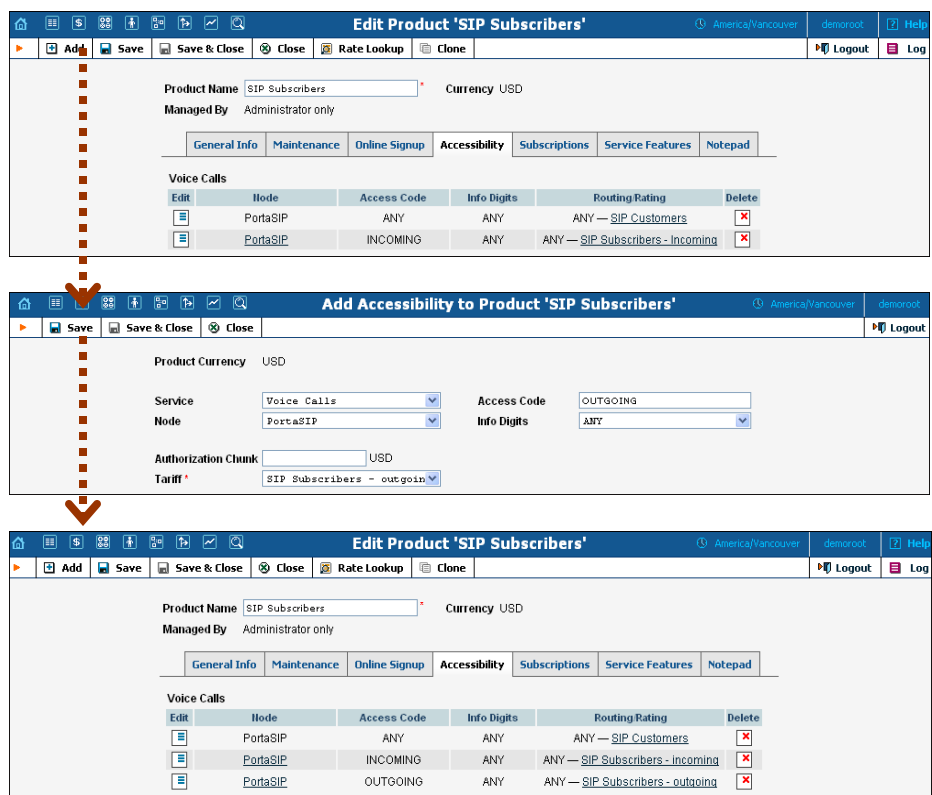 Edit Product 'SIP Subscribers' America/Vancouver demoroot ? Help
Add Save Save & Close Close Rate Lookup Clone Logout Log
Product Name SIP Subscribers * Currency USD
Managed By Administrator only
General Info Maintenance Online Signup Accessibility Subscriptions Service Features Notepad
Voice Calls
Edit Node Access Code Info Digits Routing/Rating Delete
PortaSIP ANY ANY ANY — SIP Customers
PortaSIP INCOMING ANY ANY — SIP Subscribers - Incoming
Add Accessibility to Product 'SIP Subscribers' America/Vancouver demoroot
Save Save & Close Close Logout
Product Currency USD
Service Voice Calls Access Code OUTGOING
Node PortaSIP Info Digits ANY
Authorization Chunk USD
Tariff * SIP Subscribers - outgoin
Edit Product 'SIP Subscribers' America/Vancouver demoroot ? Help
Add Save Save & Close Close Rate Lookup Clone Logout Log
Product Name SIP Subscribers * Currency USD
Managed By Administrator only
General Info Maintenance Online Signup Accessibility Subscriptions Service Features Notepad
Voice Calls
Edit Node Access Code Info Digits Routing/Rating Delete
PortaSIP ANY ANY ANY — SIP Customers
PortaSIP INCOMING ANY ANY — SIP Subscribers - incoming
PortaSIP OUTGOING ANY ANY — SIP Subscribers - outgoing